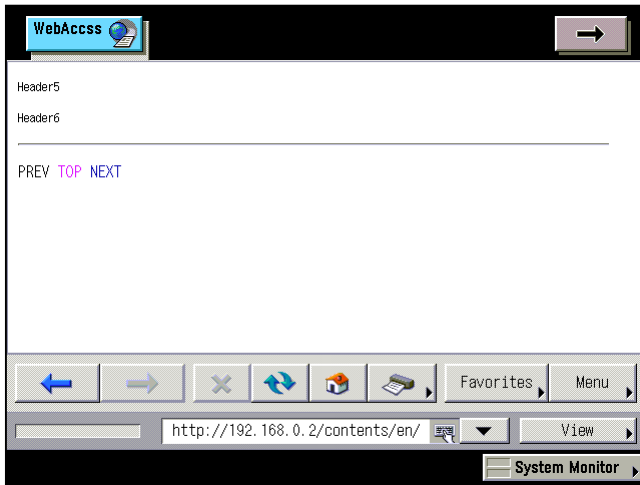 WebAccss
Header5
Header6
PREV TOP NEXT
Favorites
Menu
http://192.168.0.2/contents/en/
View
System Monitor